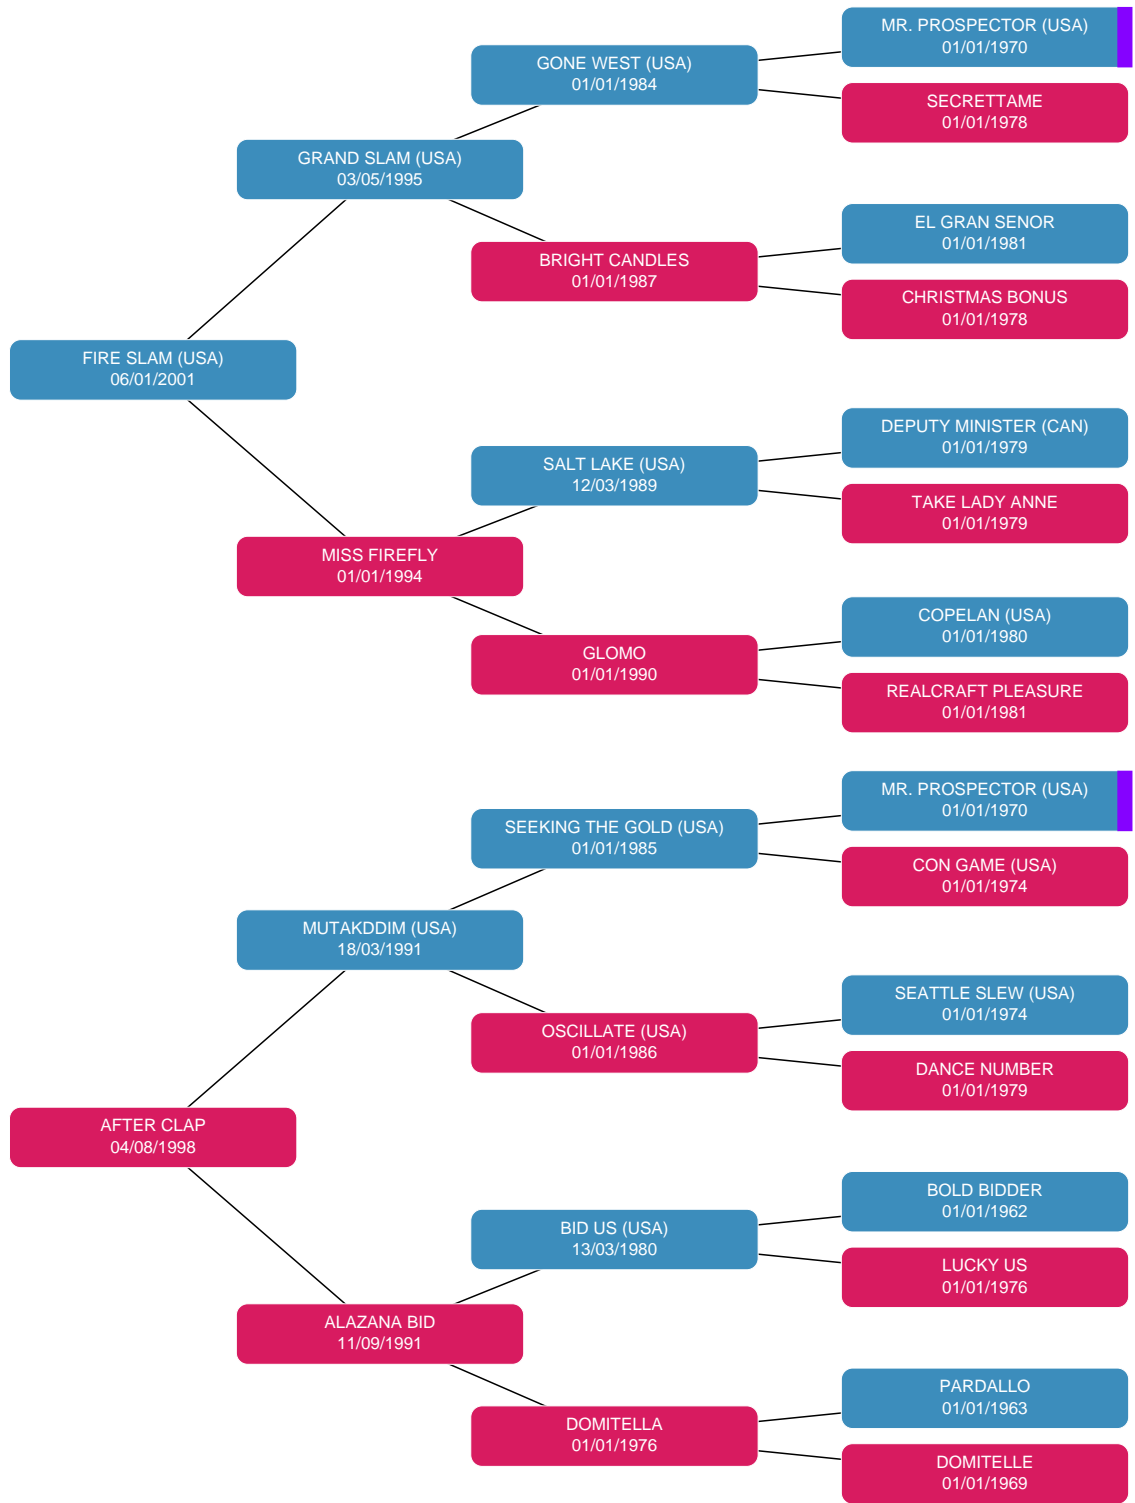 MR. PROSPECTOR (USA)
01/01/1970
GONE WEST (USA)
01/01/1984
SECRETTAME
01/01/1978
GRAND SLAM (USA)
03/05/1995
EL GRAN SENOR
01/01/1981
BRIGHT CANDLES
01/01/1987
CHRISTMAS BONUS
01/01/1978
FIRE SLAM (USA)
06/01/2001
DEPUTY MINISTER (CAN)
01/01/1979
SALT LAKE (USA)
12/03/1989
TAKE LADY ANNE
01/01/1979
MISS FIREFLY
01/01/1994
COPELAN (USA)
01/01/1980
GLOMO
01/01/1990
REALCRAFT PLEASURE
01/01/1981
MR. PROSPECTOR (USA)
01/01/1970
SEEKING THE GOLD (USA)
01/01/1985
CON GAME (USA)
01/01/1974
MUTAKDDIM (USA)
18/03/1991
SEATTLE SLEW (USA)
01/01/1974
OSCILLATE (USA)
01/01/1986
DANCE NUMBER
01/01/1979
AFTER CLAP
04/08/1998
BOLD BIDDER
01/01/1962
BID US (USA)
13/03/1980
LUCKY US
01/01/1976
ALAZANA BID
11/09/1991
PARDALLO
01/01/1963
DOMITELLA
01/01/1976
DOMITELLE
01/01/1969